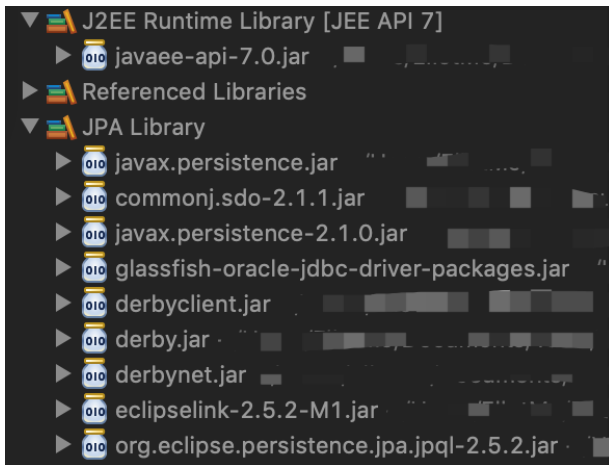 J2EE Runtime Library [JEE API 7]
javaee-api-7.0.jar
Referenced Libraries
JPA Library
javax.persistence.jar
commonj.sdo-2.1.1.jar
javax.persistence-2.1.0.jar
glassfish-oracle-jdbc-driver-packages.jar
derbyclient.jar
derby.jar
derbynet.jar
eclipselink-2.5.2-M1.jar
org.eclipse.persistence.jpa.jpql-2.5.2.jar